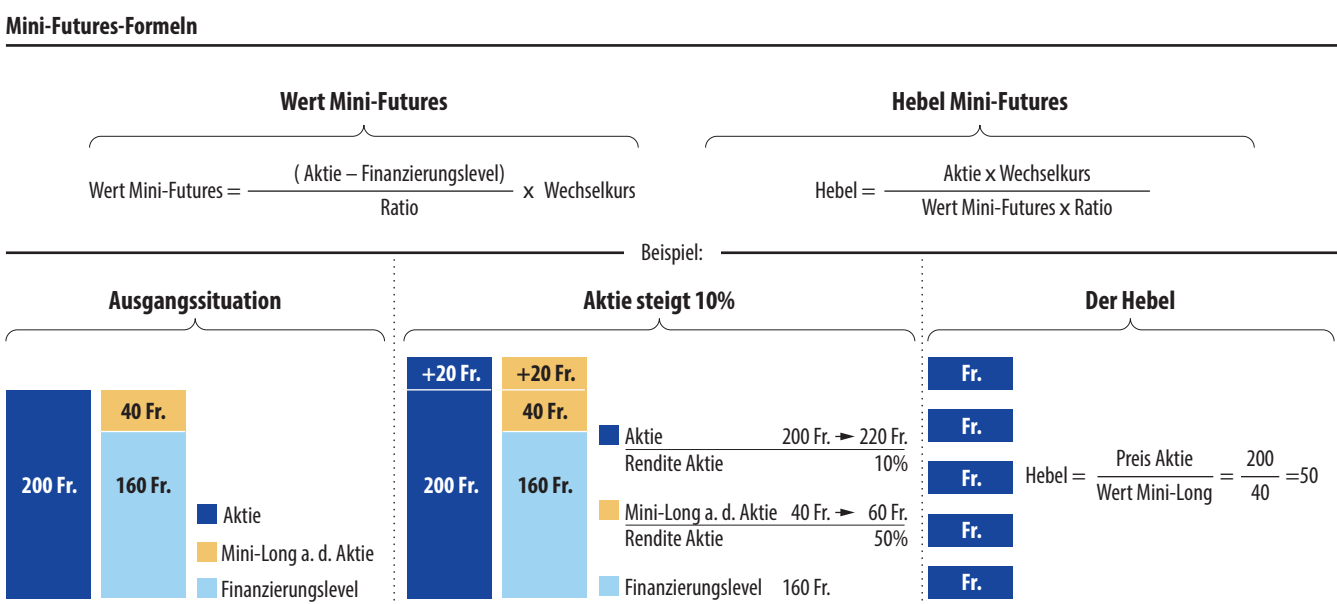 Mini-Futures-Formeln
Wert Mini-Futures
Wert Mini-Futures = ( Aktie – Finanzierungslevel) / Ratio x Wechselkurs
Hebel Mini-Futures
Hebel = Aktie x Wechselkurs / Wert Mini-Futures x Ratio
Beispiel:
Ausgangssituation
200 Fr.
40 Fr.
160 Fr.
Aktie
Mini-Long a. d. Aktie
Finanzierungslevel
Aktie steigt 10%
+20 Fr.
+20 Fr.
40 Fr.
200 Fr.
160 Fr.
Aktie 200 Fr. → 220 Fr.
Rendite Aktie 10%
Mini-Long a. d. Aktie 40 Fr. → 60 Fr.
Rendite Aktie 50%
Finanzierungslevel 160 Fr.
Der Hebel
Fr.
Fr.
Fr.
Fr.
Fr.
Hebel = Preis Aktie / Wert Mini-Long = 200 / 40 =50